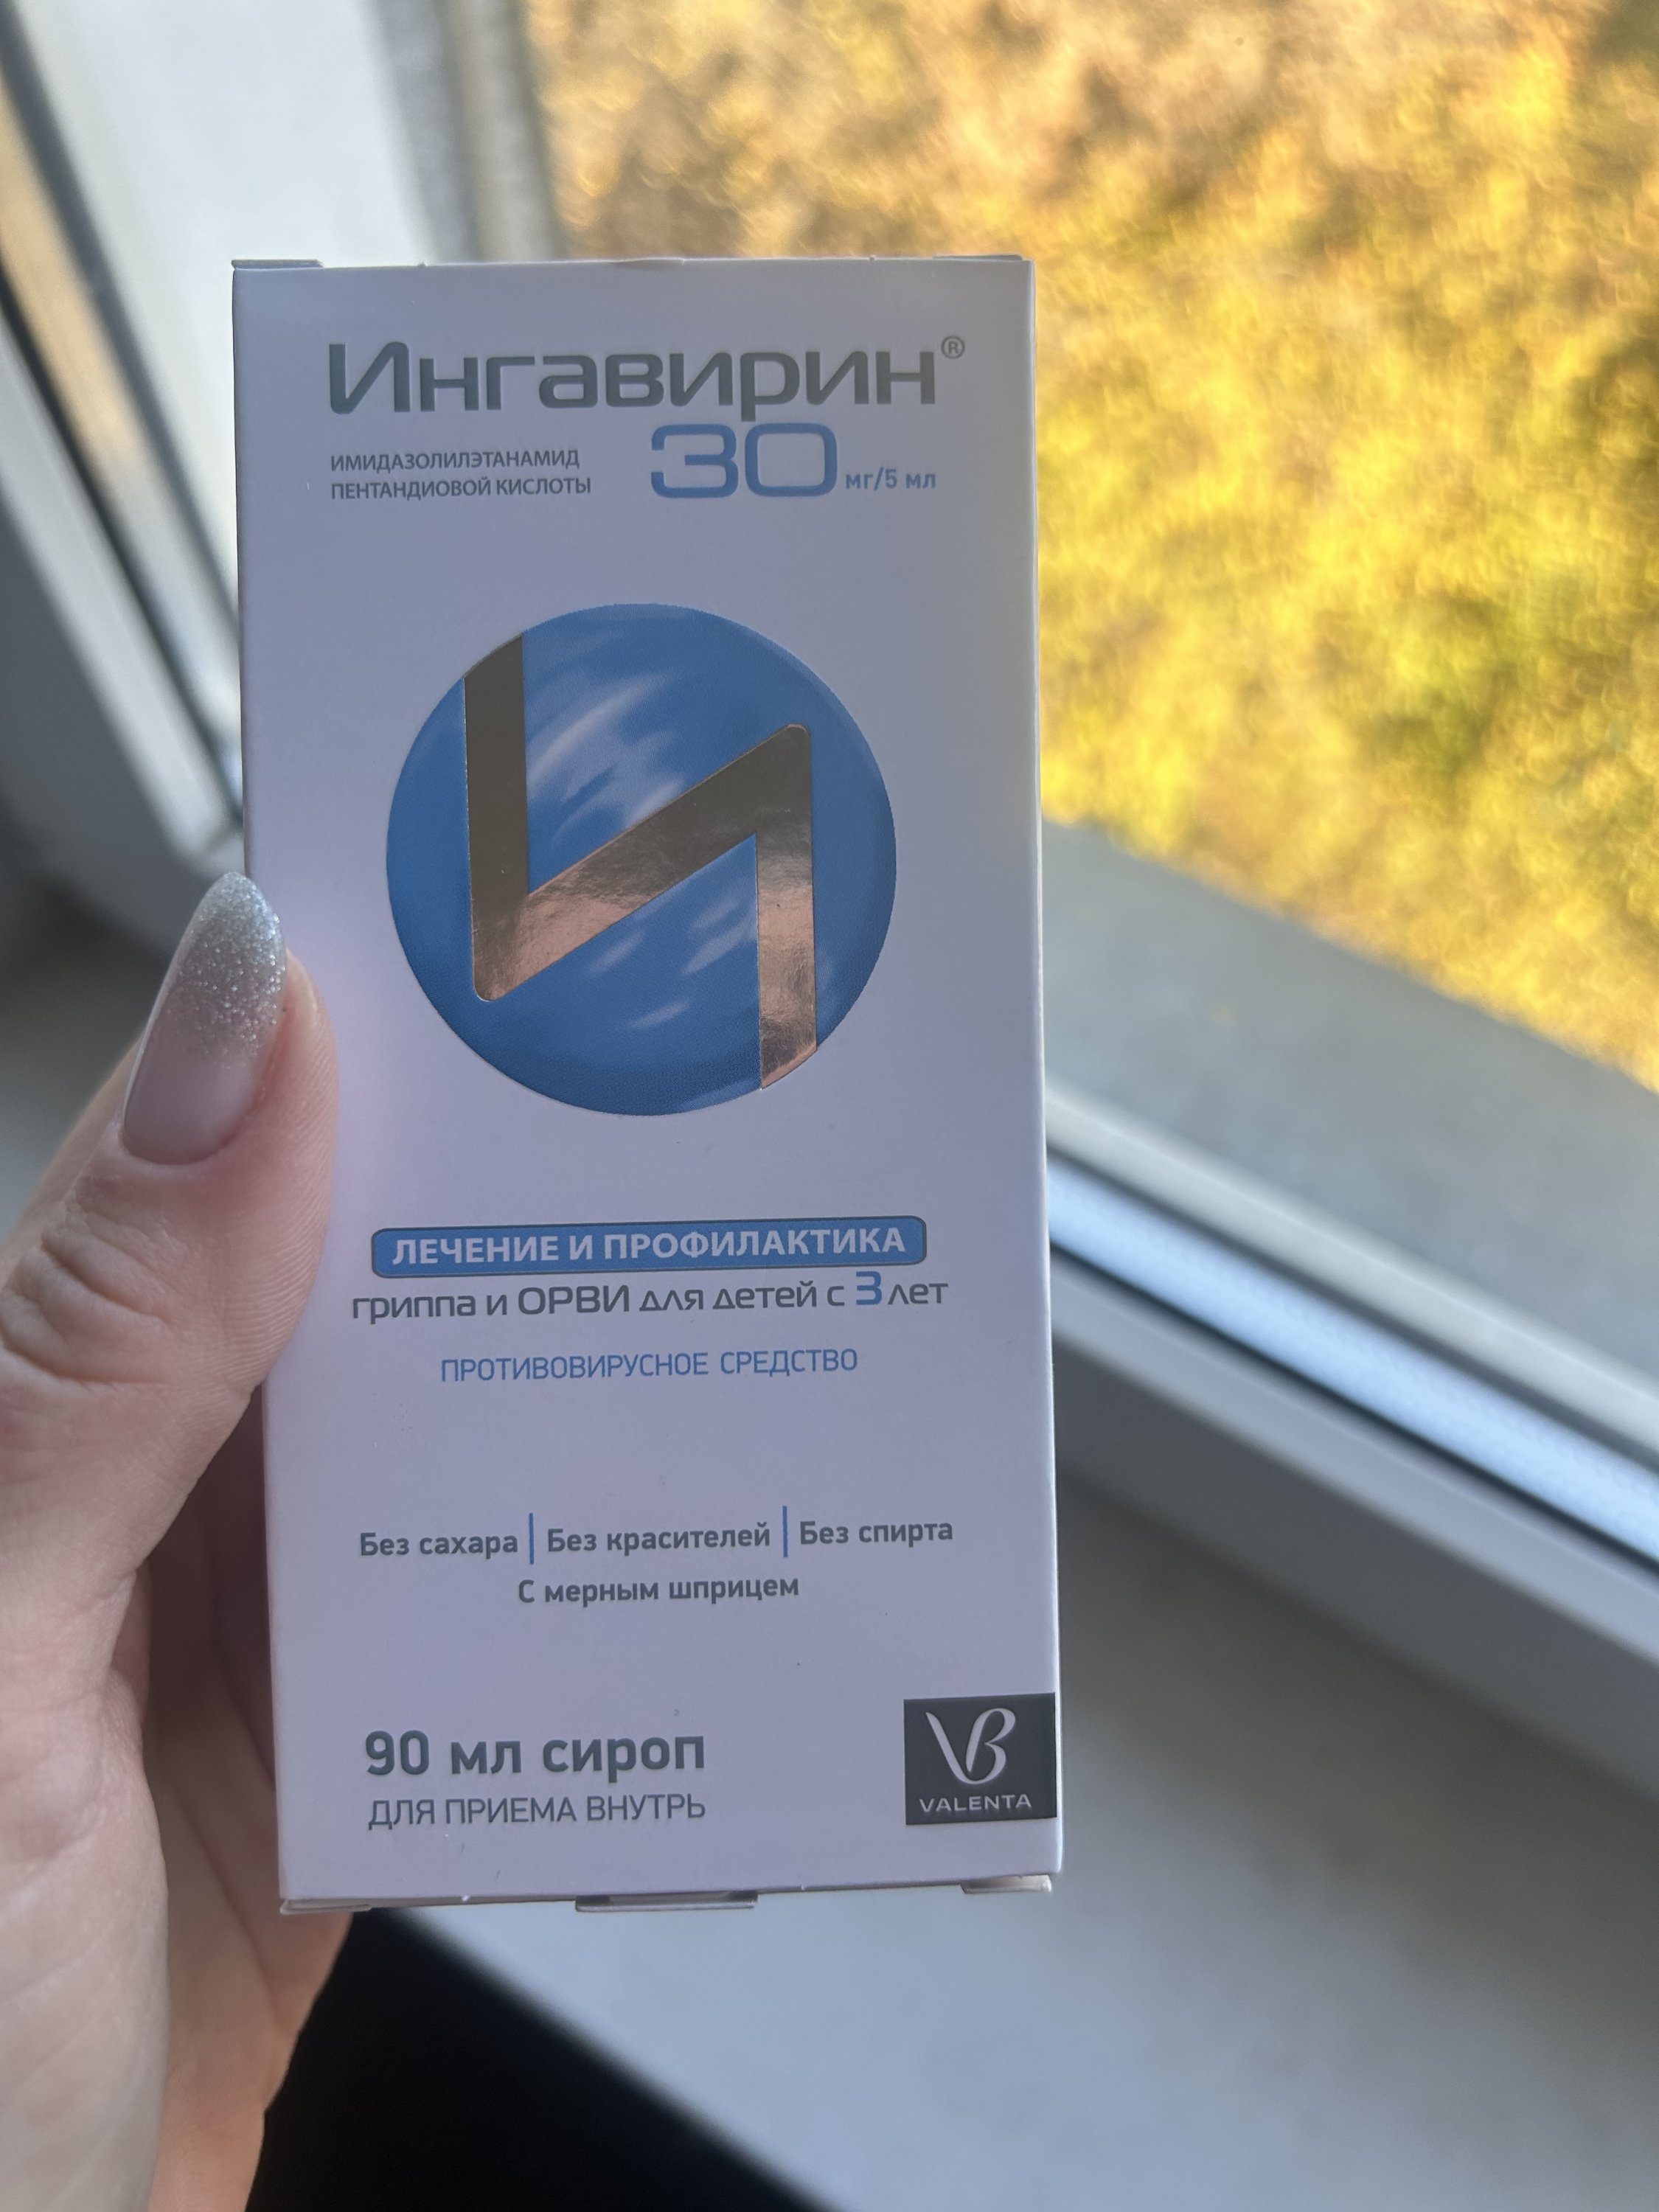 Ингавирин®
ИМИДАЗОЛИЛЭТАНАМИД
ПЕНТАНДИОВОЙ КИСЛОТЫ
30 мг/5 мл
ЛЕЧЕНИЕ И ПРОФИЛАКТИКА
гриппа и ОРВИ для детей с 3 лет
ПРОТИВОВИРУСНОЕ СРЕДСТВО
Без сахара | Без красителей | Без спирта
С мерным шприцем
90 мл сироп
ДЛЯ ПРИЕМА ВНУТРЬ
VALENTA